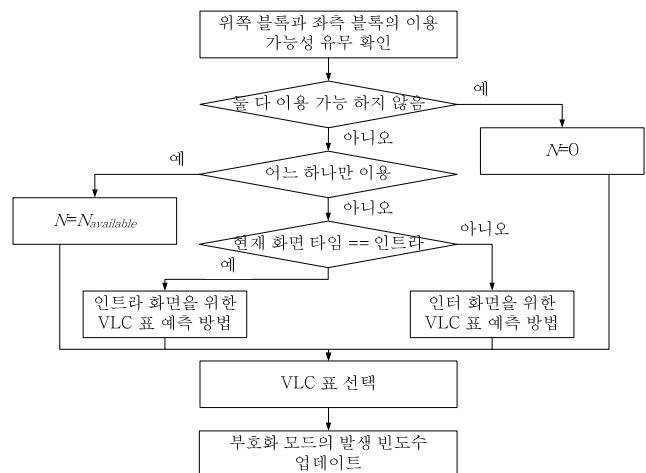 위쪽 블록과 좌측 블록의 이용
가능성 유무 확인
둘 다 이용 가능 하지 않음
예
아니오
N=0
예
어느 하나만 이용
아니오
N=Navailable
현재 화면 타임 == 인트라
아니오
예
인트라 화면을 위한
VLC 표 예측 방법
인터 화면을 위한
VLC 표 예측 방법
VLC 표 선택
부호화 모드의 발생 빈도수
업데이트